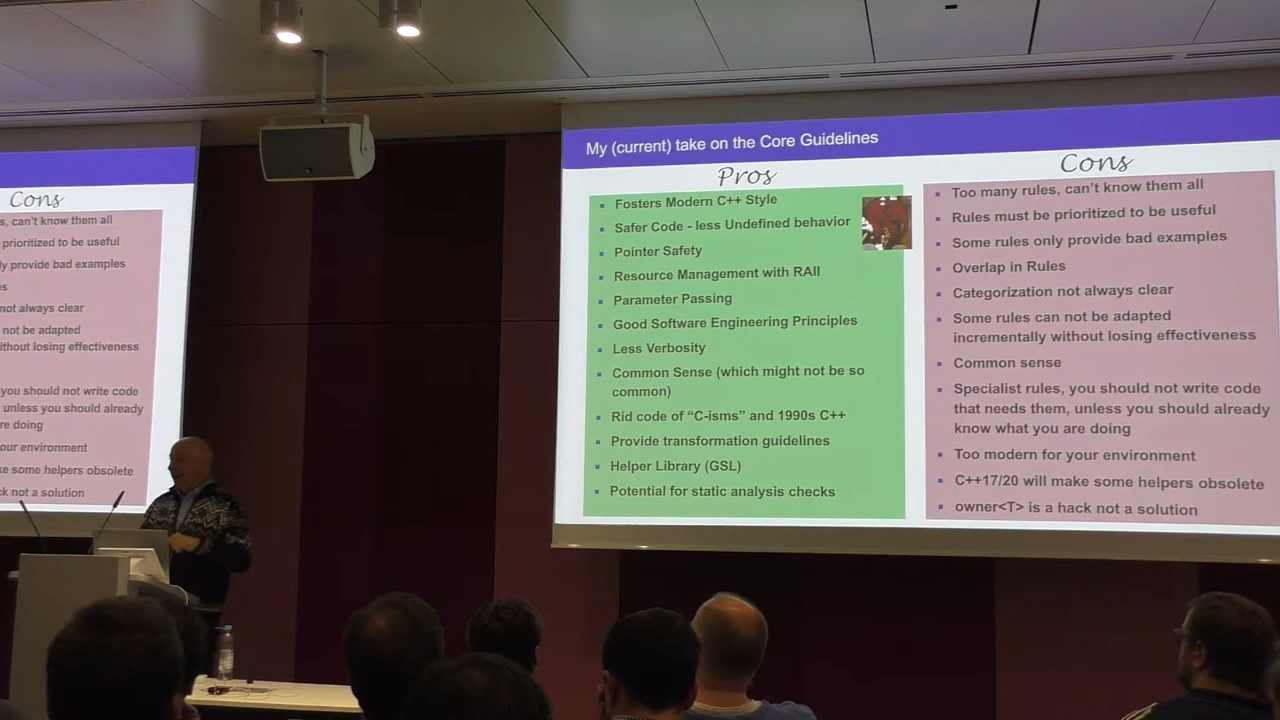 Cons
s, can't know them all
prioritized to be useful
ly provide bad examples
es
not always clear
not be adapted
ithout losing effectiveness
you should not write code
unless you should already
re doing
our environment
ke some helpers obsolete
ck not a solution
My (current) take on the Core Guidelines
Pros
Fosters Modern C++ Style
Safer Code - less Undefined behavior
Pointer Safety
Resource Management with RAII
Parameter Passing
Good Software Engineering Principles
Less Verbosity
Common Sense (which might not be so
common)
Rid code of “C-isms” and 1990s C++
Provide transformation guidelines
Helper Library (GSL)
Potential for static analysis checks
Cons
Too many rules, can't know them all
Rules must be prioritized to be useful
Some rules only provide bad examples
Overlap in Rules
Categorization not always clear
Some rules can not be adapted
incrementally without losing effectiveness
Common sense
Specialist rules, you should not write code
that needs them, unless you should already
know what you are doing
Too modern for your environment
C++17/20 will make some helpers obsolete
owner<T> is a hack not a solution